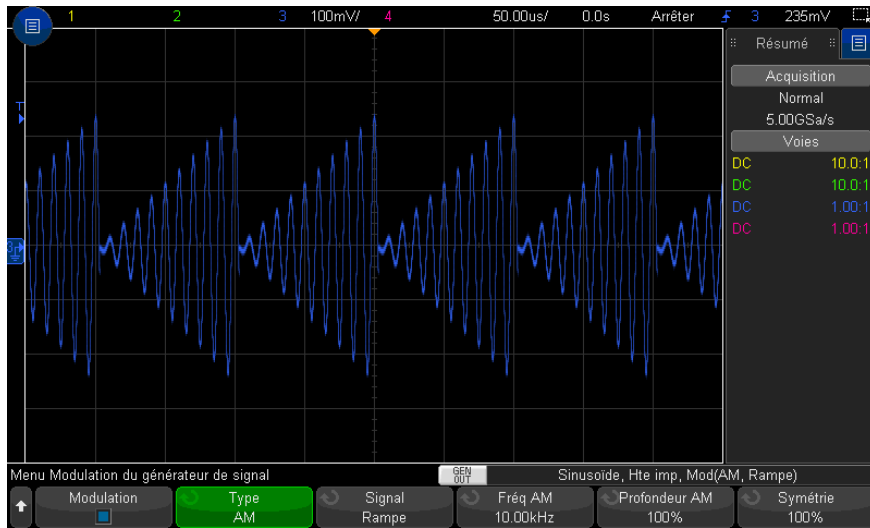 1 2 3 100mV/ 4 50.00us/ 0.0s Arrêter 3 235mV
Résumé
Acquisition
Normal
5.00GSa/s
Voies
DC 10.0:1
DC 10.0:1
DC 1.00:1
DC 1.00:1
T
3
Menu Modulation du générateur de signal
GEN OUT
Sinusoïde, Hte imp, Mod(AM, Rampe)
Modulation
Type
AM
Signal
Rampe
Fréq AM
10.00kHz
Profondeur AM
100%
Symétrie
100%